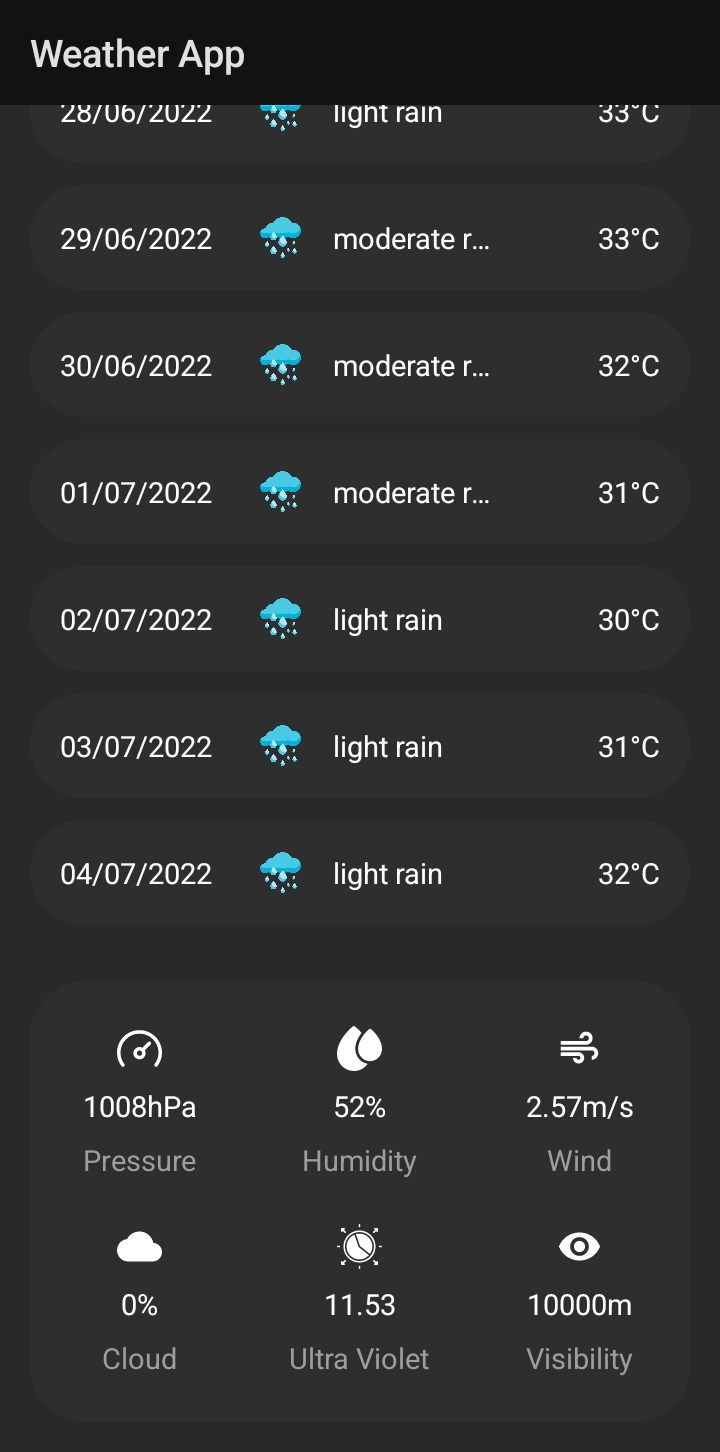 Weather App
28/06/2022 light rain 33°C
29/06/2022 moderate r... 33°C
30/06/2022 moderate r... 32°C
01/07/2022 moderate r... 31°C
02/07/2022 light rain 30°C
03/07/2022 light rain 31°C
04/07/2022 light rain 32°C
1008hPa 52% 2.57m/s
Pressure Humidity Wind
0% 11.53 10000m
Cloud Ultra Violet Visibility